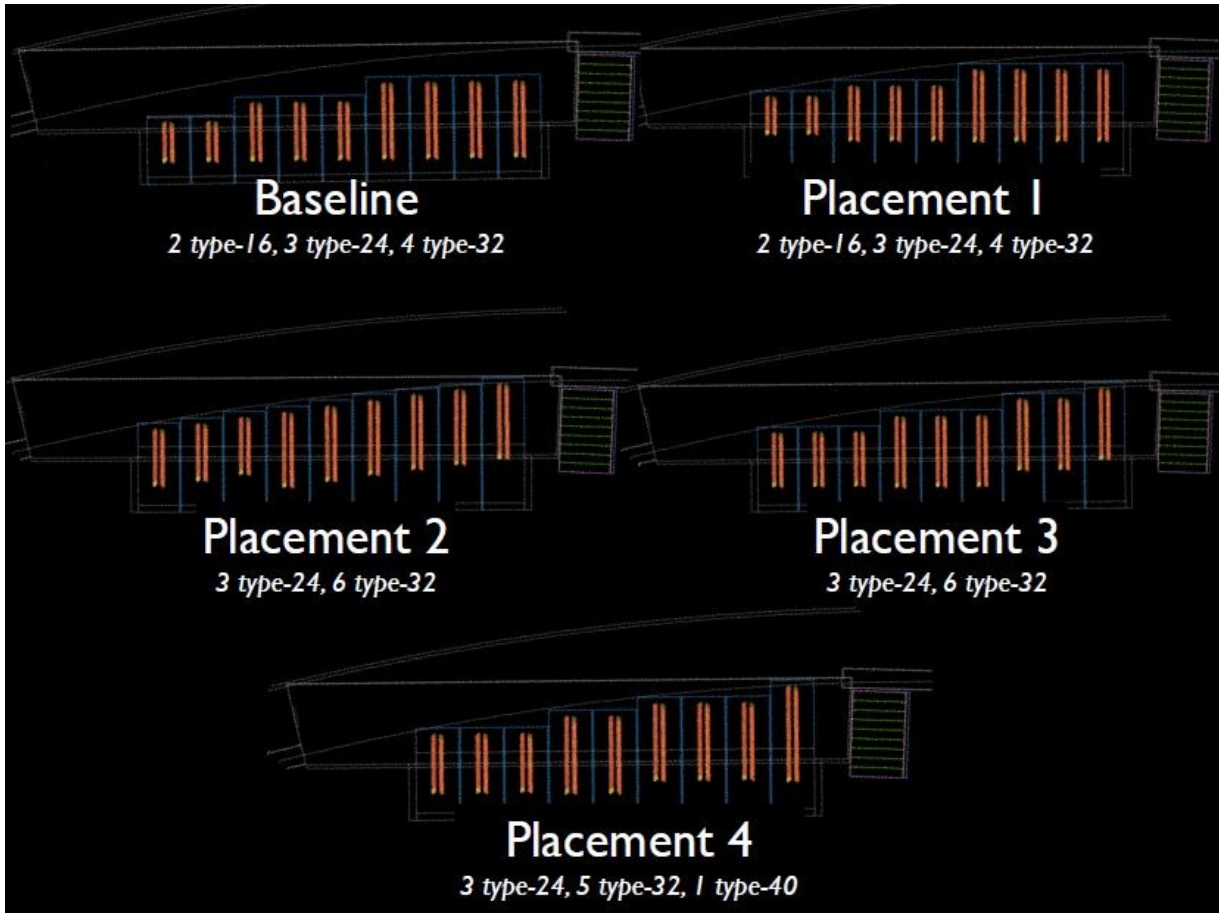 Baseline
2 type-16, 3 type-24, 4 type-32
Placement 1
2 type-16, 3 type-24, 4 type-32
Placement 2
3 type-24, 6 type-32
Placement 3
3 type-24, 6 type-32
Placement 4
3 type-24, 5 type-32, 1 type-40